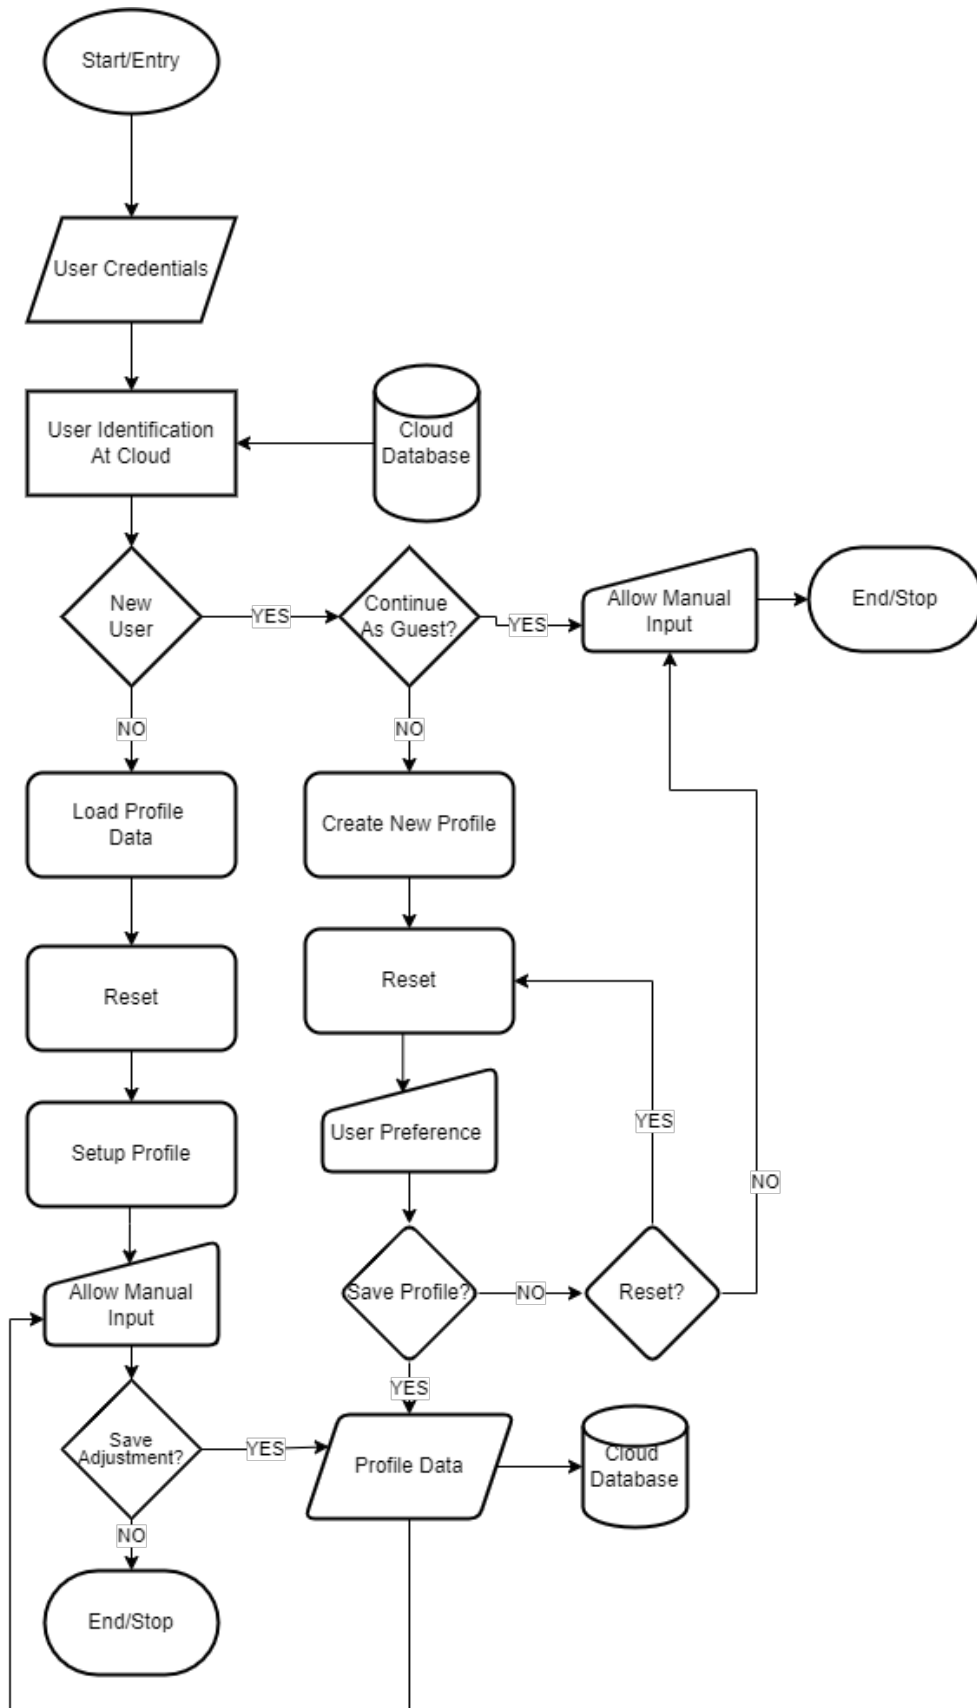 Start/Entry
User Credentials
User Identification
At Cloud
Cloud
Database
New
User
YES
Continue
As Guest?
YES
Allow Manual
Input
End/Stop
NO
NO
Load Profile
Data
Create New Profile
Reset
Reset
YES
User Preference
Setup Profile
NO
Save Profile?
NO
Reset?
Allow Manual
Input
YES
Save
Adjustment?
YES
Profile Data
Cloud
Database
NO
End/Stop